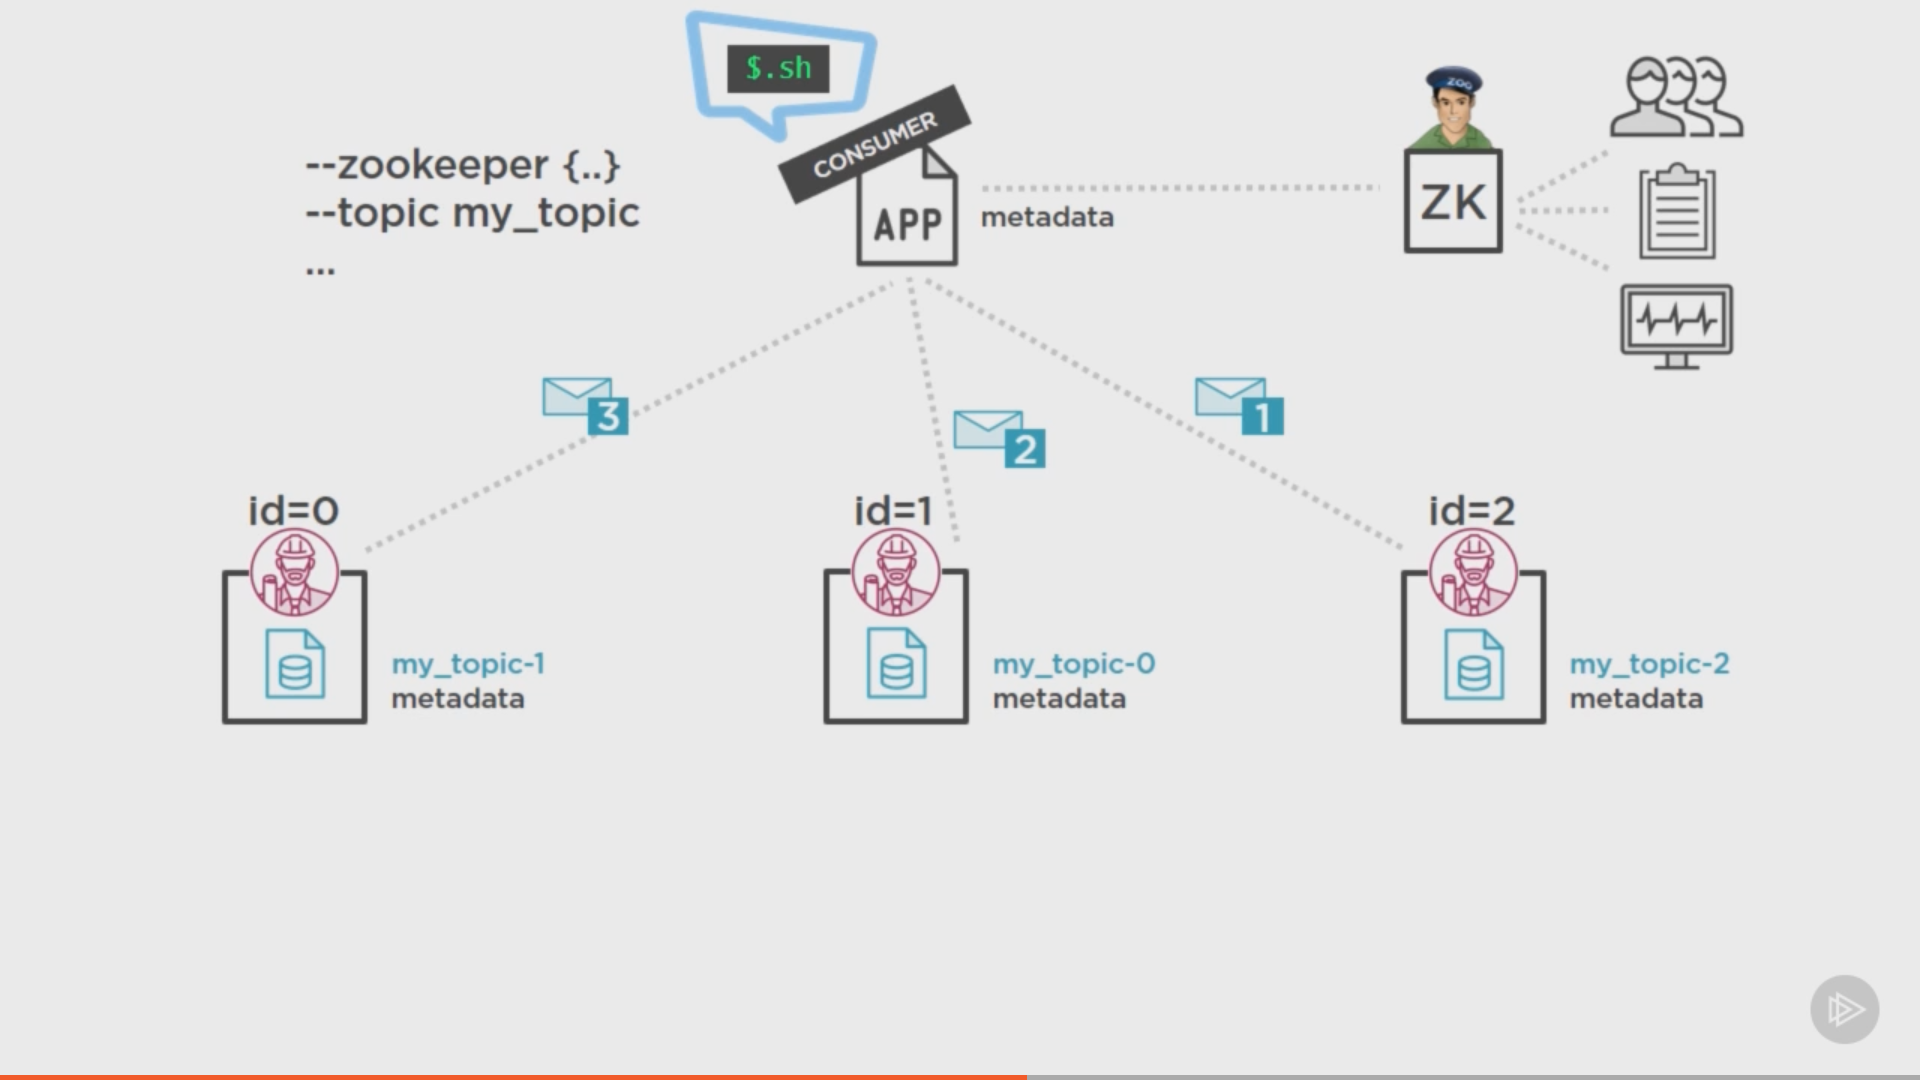 $.sh
ZOO
CONSUMER
--zookeeper {..}
--topic my_topic
...
APP
metadata
ZK
3
2
1
id=0
id=1
id=2
my_topic-1
metadata
my_topic-0
metadata
my_topic-2
metadata